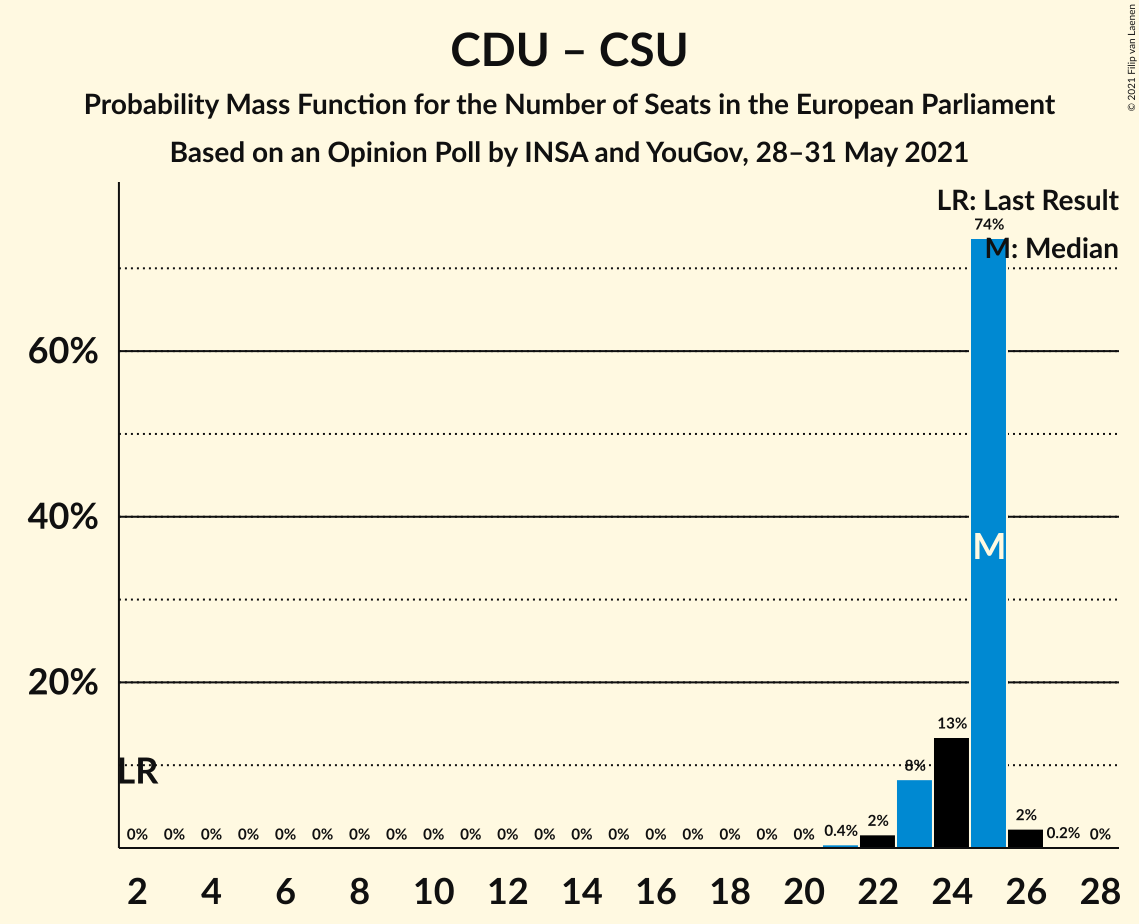 CDU – CSU
Probability Mass Function for the Number of Seats in the European Parliament
Based on an Opinion Poll by INSA and YouGov, 28–31 May 2021
© 2021 Filip van Laenen
LR: Last Result
74%
M: Median
60%
40%
M
20%
13%
LR
8%
0% 0% 0% 0% 0% 0% 0% 0% 0% 0% 0% 0% 0% 0% 0% 0% 0% 0% 0% 0.4% 2% 2% 0.2% 0%
2 4 6 8 10 12 14 16 18 20 22 24 26 28